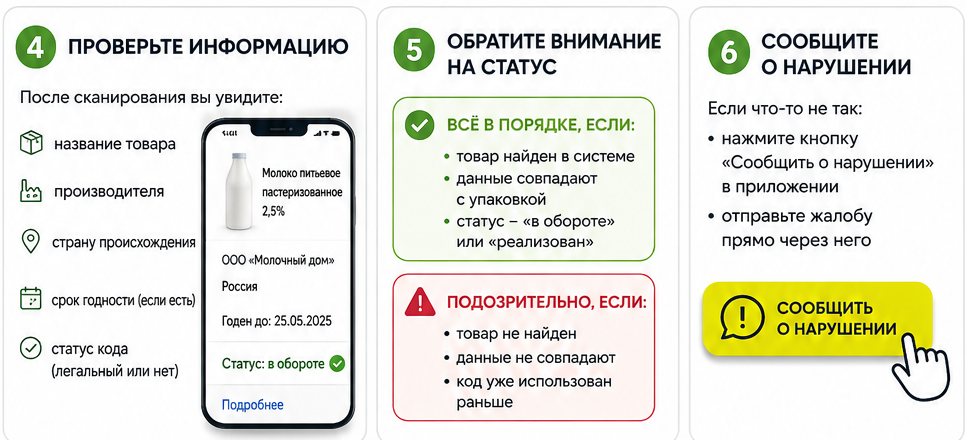 4 ПРОВЕРЬТЕ ИНФОРМАЦИЮ
После сканирования вы увидите:
название товара
производителя
страну происхождения
срок годности (если есть)
статус кода
(легальный или нет)
Молоко питьевое
пастеризованное
2,5%
ООО «Молочный дом»
Россия
Годен до: 25.05.2025
Статус: в обороте
Подробнее
5 ОБРАТИТЕ ВНИМАНИЕ
НА СТАТУС
ВСЁ В ПОРЯДКЕ, ЕСЛИ:
• товар найден в системе
• данные совпадают
с упаковкой
• статус – «в обороте»
или «реализован»
ПОДОЗРИТЕЛЬНО, ЕСЛИ:
• товар не найден
• данные не совпадают
• код уже использован
раньше
6 СООБЩИТЕ
О НАРУШЕНИИ
Если что-то не так:
• нажмите кнопку
«Сообщить о нарушении»
в приложении
• отправьте жалобу
прямо через него
СООБЩИТЬ
О НАРУШЕНИИ